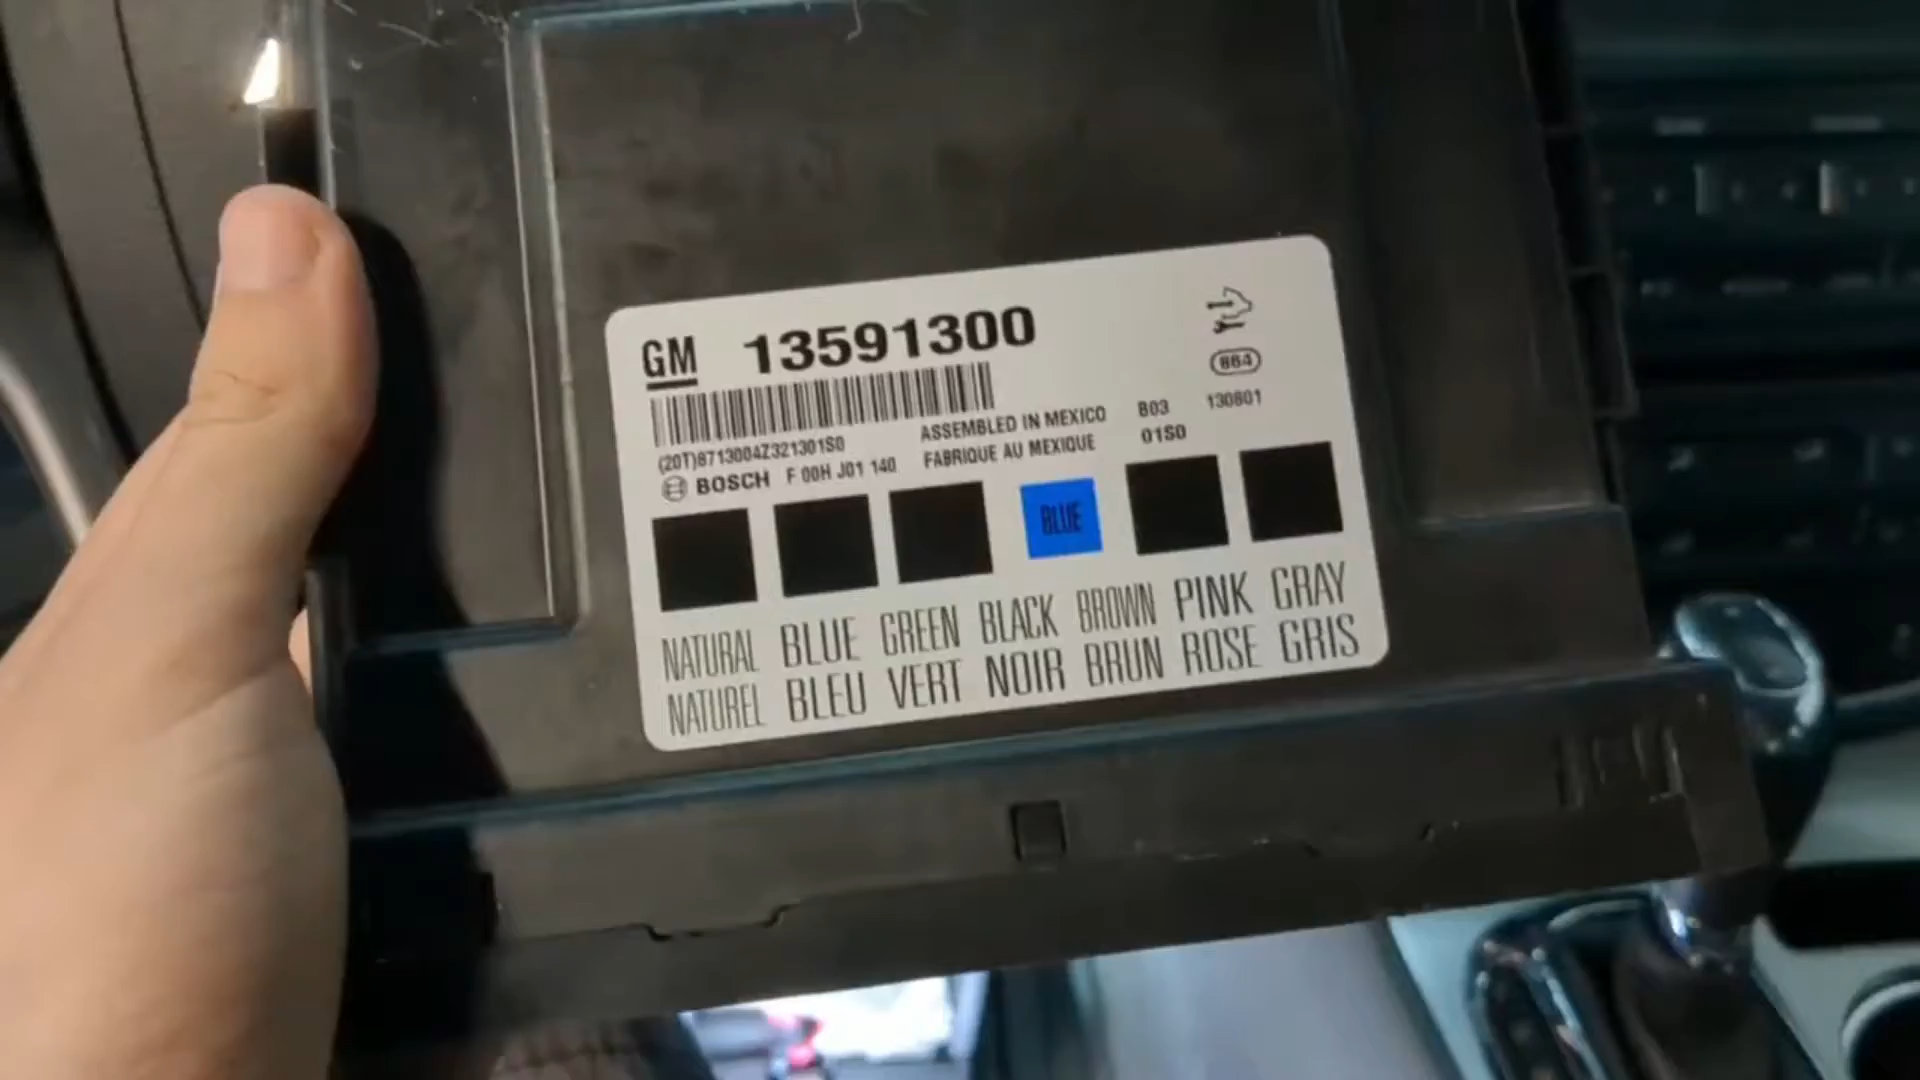 GM 13591300
864
(20T)8713004Z321301S0
ASSEMBLED IN MEXICO
B03 130801
BOSCH F 00H J01 140
FABRIQUE AU MEXIQUE
01S0
BLUE
NATURAL BLUE GREEN BLACK BROWN PINK GRAY
NATUREL BLEU VERT NOIR BRUN ROSE GRIS